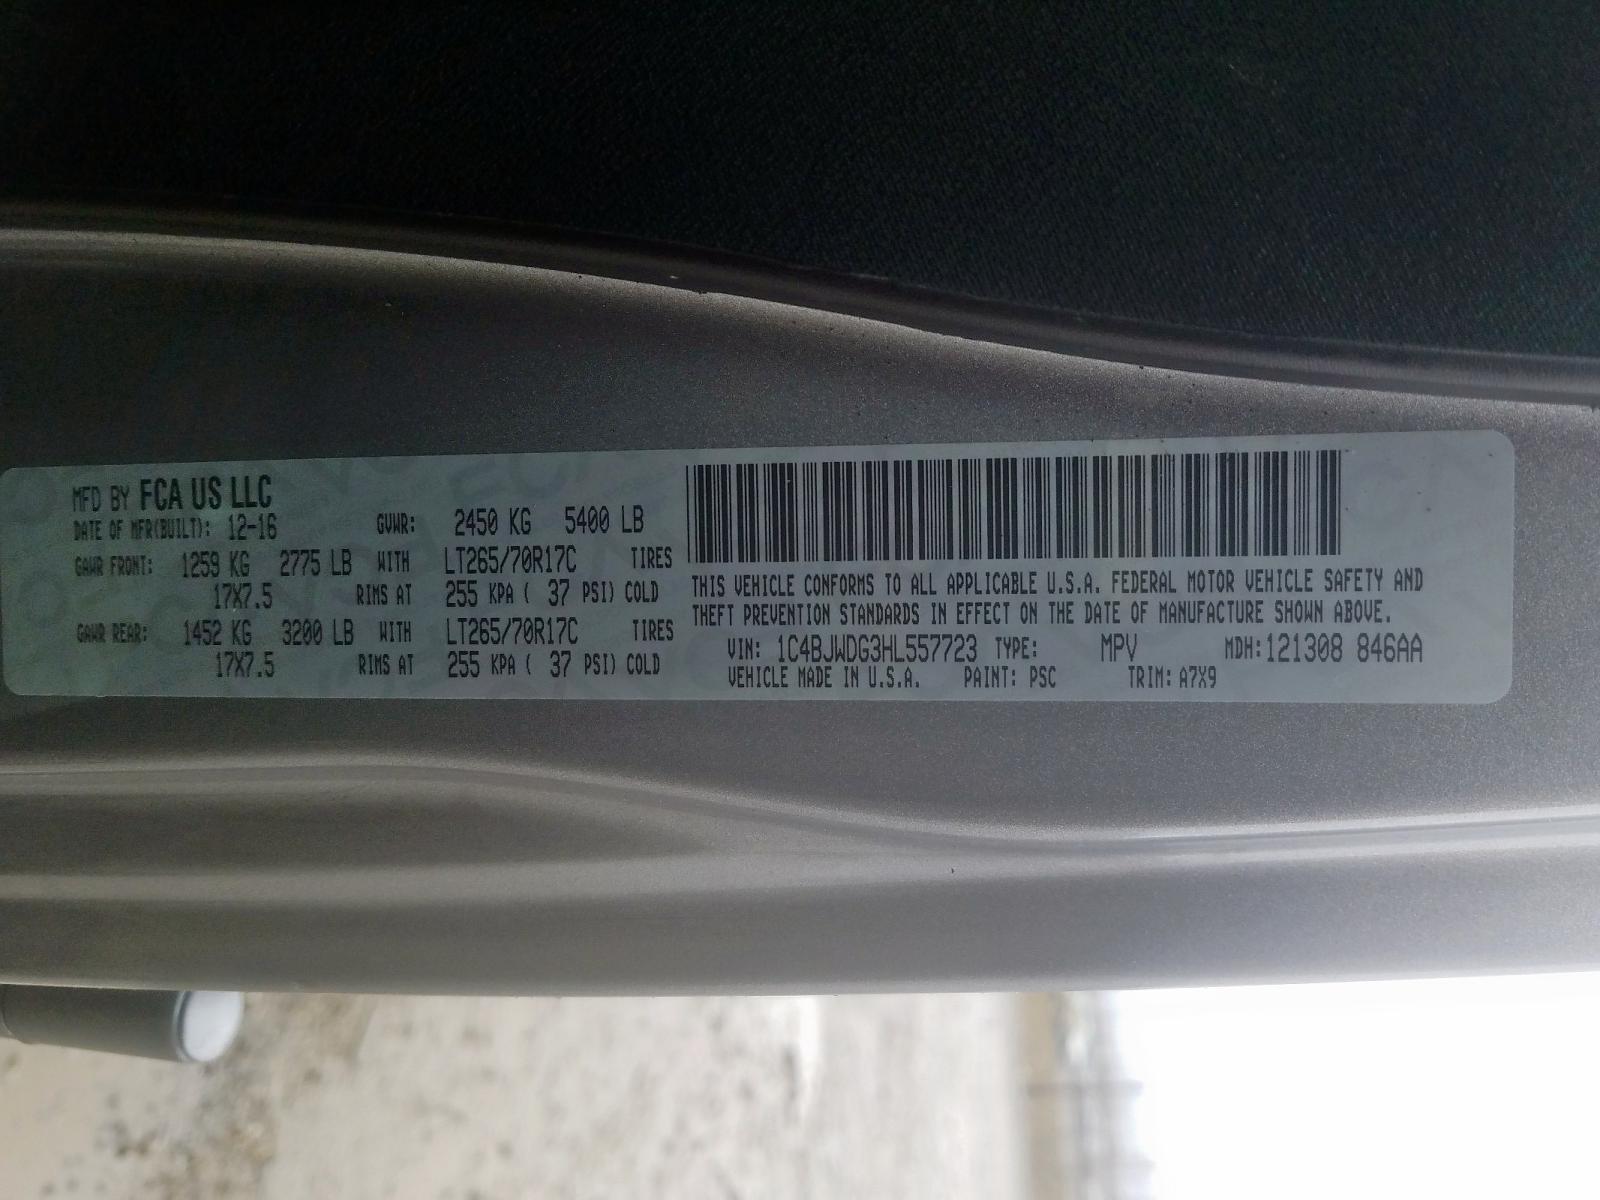 MFD BY FCA US LLC
DATE OF MFR(BUILT): 12-16 GVWR: 2450 KG 5400 LB
GAWR FRONT: 1259 KG 2775 LB WITH LT265/70R17C TIRES
17X7.5 RIMS AT 255 KPA ( 37 PSI) COLD
GAWR REAR: 1452 KG 3200 LB WITH LT265/70R17C TIRES
17X7.5 RIMS AT 255 KPA ( 37 PSI) COLD
THIS VEHICLE CONFORMS TO ALL APPLICABLE U.S.A. FEDERAL MOTOR VEHICLE SAFETY AND
THEFT PREVENTION STANDARDS IN EFFECT ON THE DATE OF MANUFACTURE SHOWN ABOVE.
VIN: 1C4BJWDG3HL557723 TYPE: MPV MDH:121308 846AA
VEHICLE MADE IN U.S.A. PAINT: PSC TRIM: A7X9